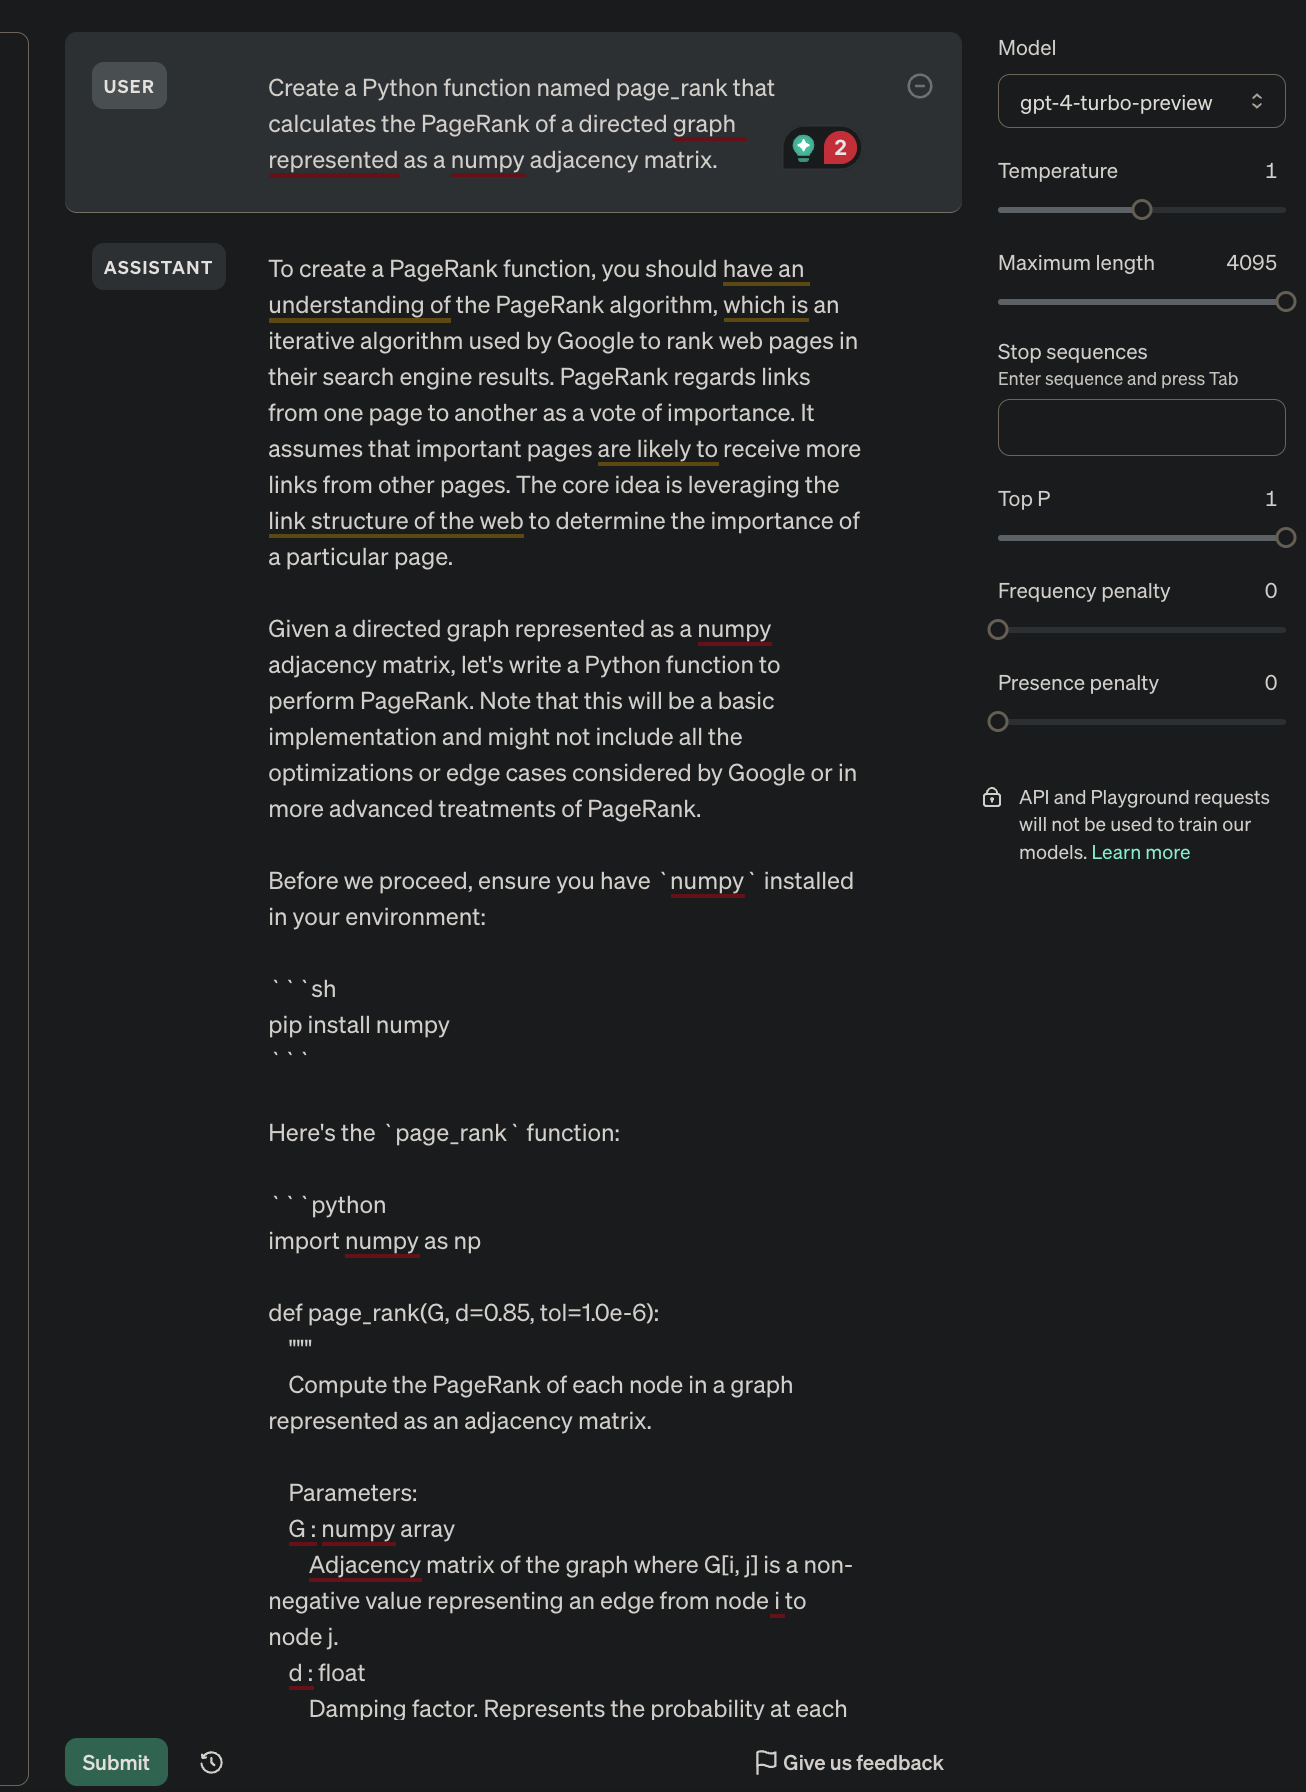 USER
Create a Python function named page_rank that
calculates the PageRank of a directed graph
represented as a numpy adjacency matrix.
2
ASSISTANT
To create a PageRank function, you should have an
understanding of the PageRank algorithm, which is an
iterative algorithm used by Google to rank web pages in
their search engine results. PageRank regards links
from one page to another as a vote of importance. It
assumes that important pages are likely to receive more
links from other pages. The core idea is leveraging the
link structure of the web to determine the importance of
a particular page.
Given a directed graph represented as a numpy
adjacency matrix, let's write a Python function to
perform PageRank. Note that this will be a basic
implementation and might not include all the
optimizations or edge cases considered by Google or in
more advanced treatments of PageRank.
Before we proceed, ensure you have `numpy` installed
in your environment:
```sh
pip install numpy
```
Here's the `page_rank` function:
```python
import numpy as np
def page_rank(G, d=0.85, tol=1.0e-6):
"""
Compute the PageRank of each node in a graph
represented as an adjacency matrix.
Parameters:
G : numpy array
Adjacency matrix of the graph where G[i, j] is a non-
negative value representing an edge from node i to
node j.
d : float
Damping factor. Represents the probability at each
Submit
Give us feedback
Model
gpt-4-turbo-preview
Temperature 1
Maximum length 4095
Stop sequences
Enter sequence and press Tab
Top P 1
Frequency penalty 0
Presence penalty 0
API and Playground requests
will not be used to train our
models. Learn more